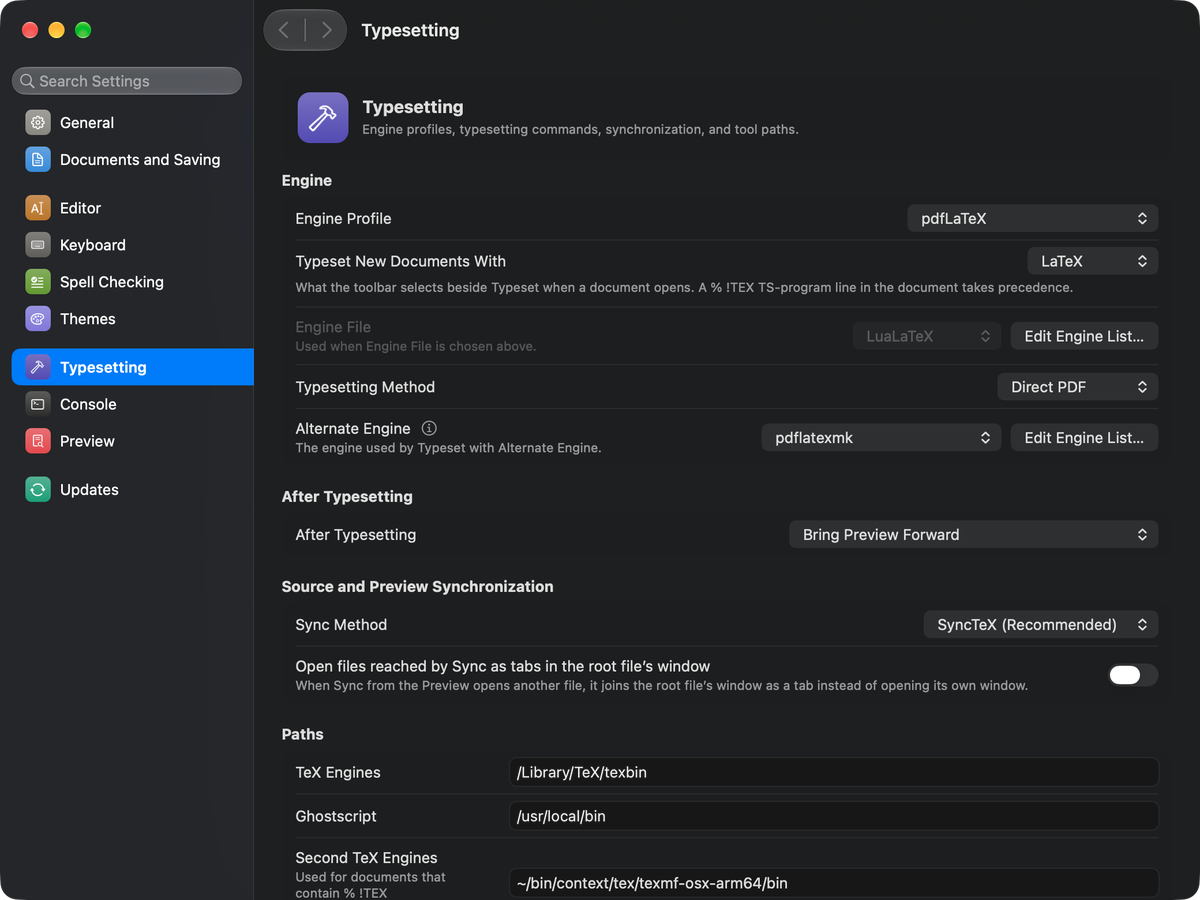 Typesetting
Search Settings
General
Documents and Saving
Editor
Keyboard
Spell Checking
Themes
Typesetting
Console
Preview
Updates
Typesetting
Engine profiles, typesetting commands, synchronization, and tool paths.
Engine
Engine Profile
pdfLaTeX
Typeset New Documents With
LaTeX
What the toolbar selects beside Typeset when a document opens. A % !TEX TS-program line in the document takes precedence.
Engine File
Used when Engine File is chosen above.
LuaLaTeX
Edit Engine List...
Typesetting Method
Direct PDF
Alternate Engine
The engine used by Typeset with Alternate Engine.
pdflatexmk
Edit Engine List...
After Typesetting
After Typesetting
Bring Preview Forward
Source and Preview Synchronization
Sync Method
SyncTeX (Recommended)
Open files reached by Sync as tabs in the root file’s window
When Sync from the Preview opens another file, it joins the root file’s window as a tab instead of opening its own window.
Paths
TeX Engines
/Library/TeX/texbin
Ghostscript
/usr/local/bin
Second TeX Engines
Used for documents that
contain % !TEX
~/bin/context/tex/texmf-osx-arm64/bin